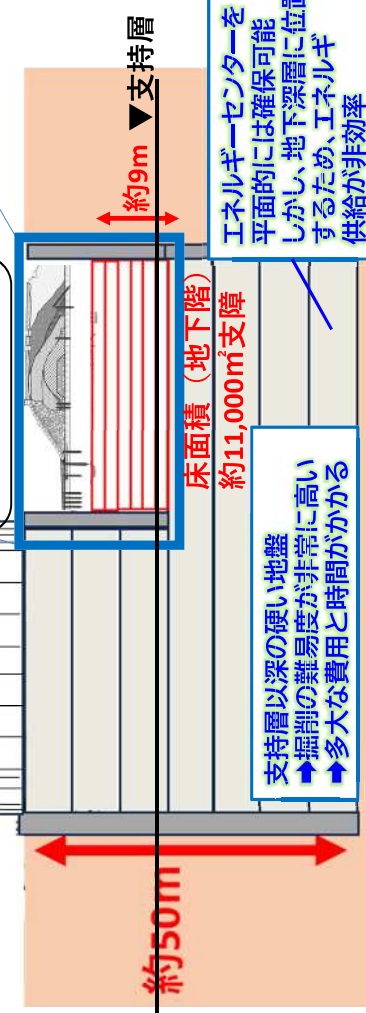 ▼支持層
約9m
エネルギーセンターを
平面的には確保可能
しかし、地下深層に位置
するため、エネルギ
供給が非効率
床面積（地下階）
約11,000㎡支障
支持層以深の硬い地盤
➡掘削の難易度が非常に高い
➡多大な費用と時間がかかる
約50m